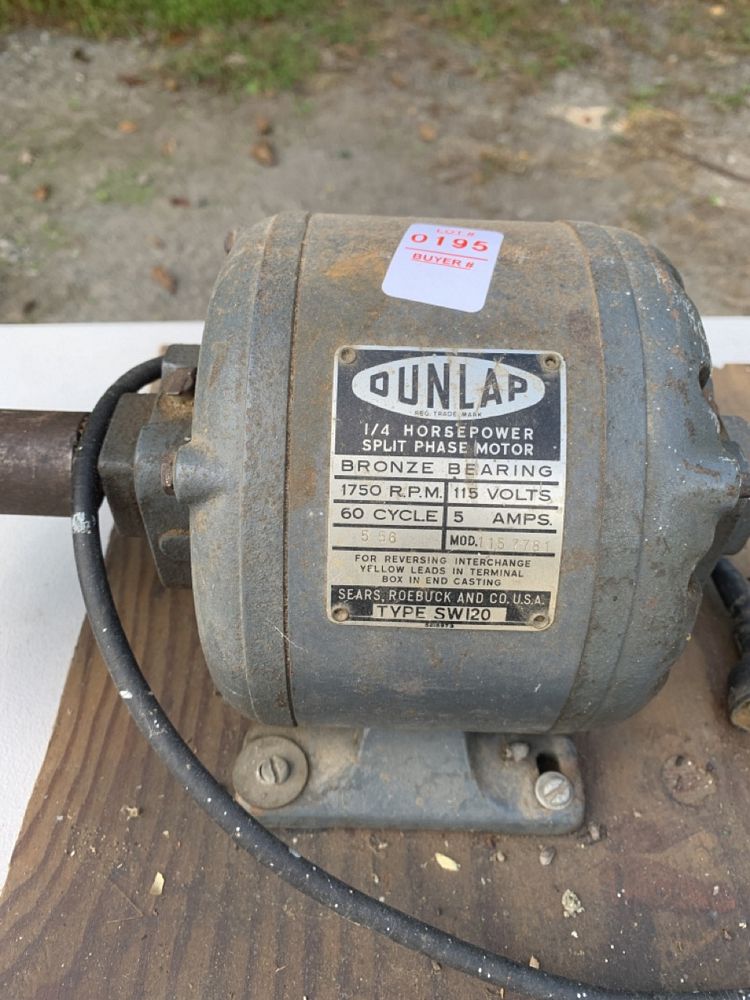 LOT #
0195
BUYER #
DUNLAP
REG. TRADE MARK
1/4 HORSEPOWER
SPLIT PHASE MOTOR
BRONZE BEARING
1750 R.P.M. 115 VOLTS
60 CYCLE 5 AMPS.
MOD. 115 7781
FOR REVERSING INTERCHANGE
YELLOW LEADS IN TERMINAL
BOX IN END CASTING
SEARS, ROEBUCK AND CO. U.S.A.
TYPE SW120